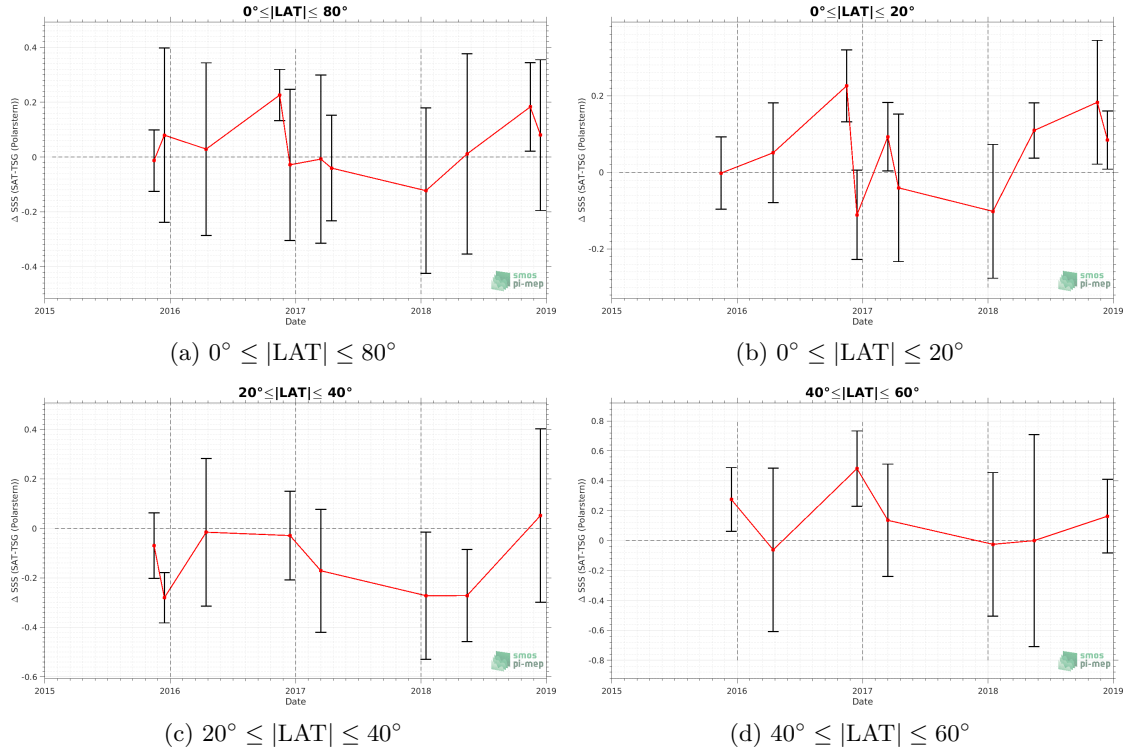 0°≤|LAT|≤ 80°
Δ SSS (SAT-TSG (Polarstern))
0.4
0.2
0
-0.2
-0.4
2015 2016 2017 2018 2019
Date
smos
pi-mep
(a) 0° ≤ |LAT| ≤ 80°
0°≤|LAT|≤ 20°
Δ SSS (SAT-TSG (Polarstern))
0.2
0
-0.2
2015 2016 2017 2018 2019
Date
smos
pi-mep
(b) 0° ≤ |LAT| ≤ 20°
20°≤|LAT|≤ 40°
Δ SSS (SAT-TSG (Polarstern))
0.4
0.2
0
-0.2
-0.4
-0.6
2015 2016 2017 2018 2019
Date
smos
pi-mep
(c) 20° ≤ |LAT| ≤ 40°
40°≤|LAT|≤ 60°
Δ SSS (SAT-TSG (Polarstern))
0.8
0.6
0.4
0.2
0
-0.2
-0.4
-0.6
-0.8
2015 2016 2017 2018 2019
Date
smos
pi-mep
(d) 40° ≤ |LAT| ≤ 60°